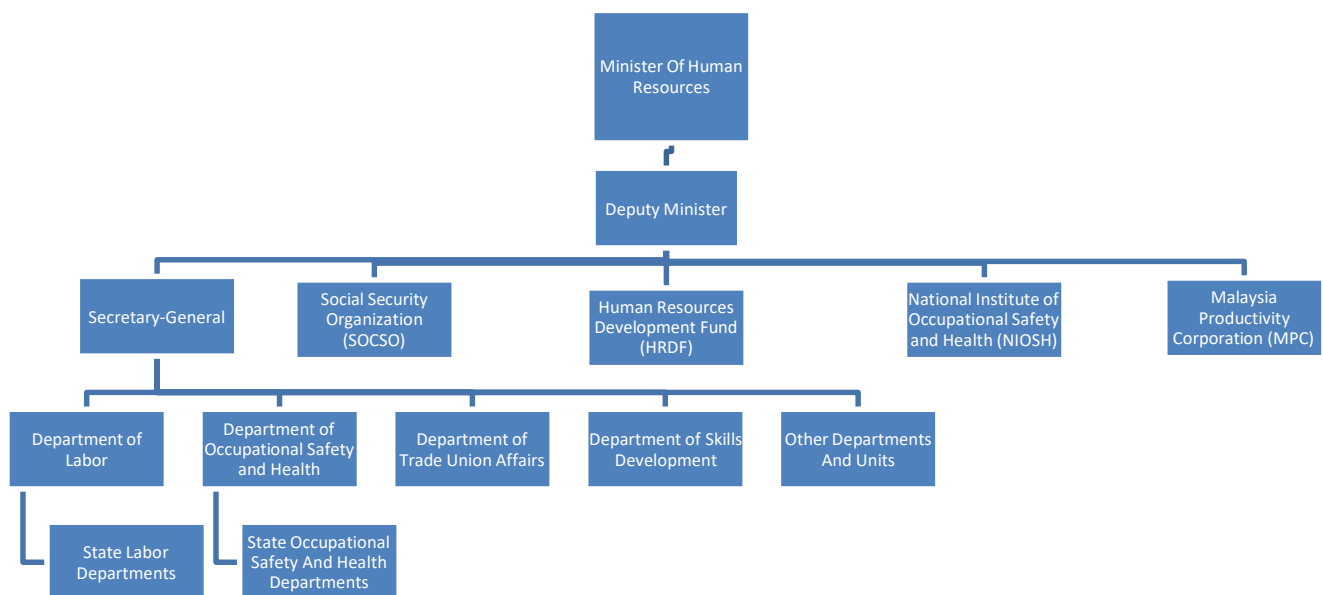 Minister Of Human
Resources
Deputy Minister
Secretary-General
Social Security
Organization
(SOCSO)
Human Resources
Development Fund
(HRDF)
National Institute of
Occupational Safety
and Health (NIOSH)
Malaysia
Productivity
Corporation (MPC)
Department of
Labor
Department of
Occupational Safety
and Health
Department of
Trade Union Affairs
Department of Skills
Development
Other Departments
And Units
State Labor
Departments
State Occupational
Safety And Health
Departments